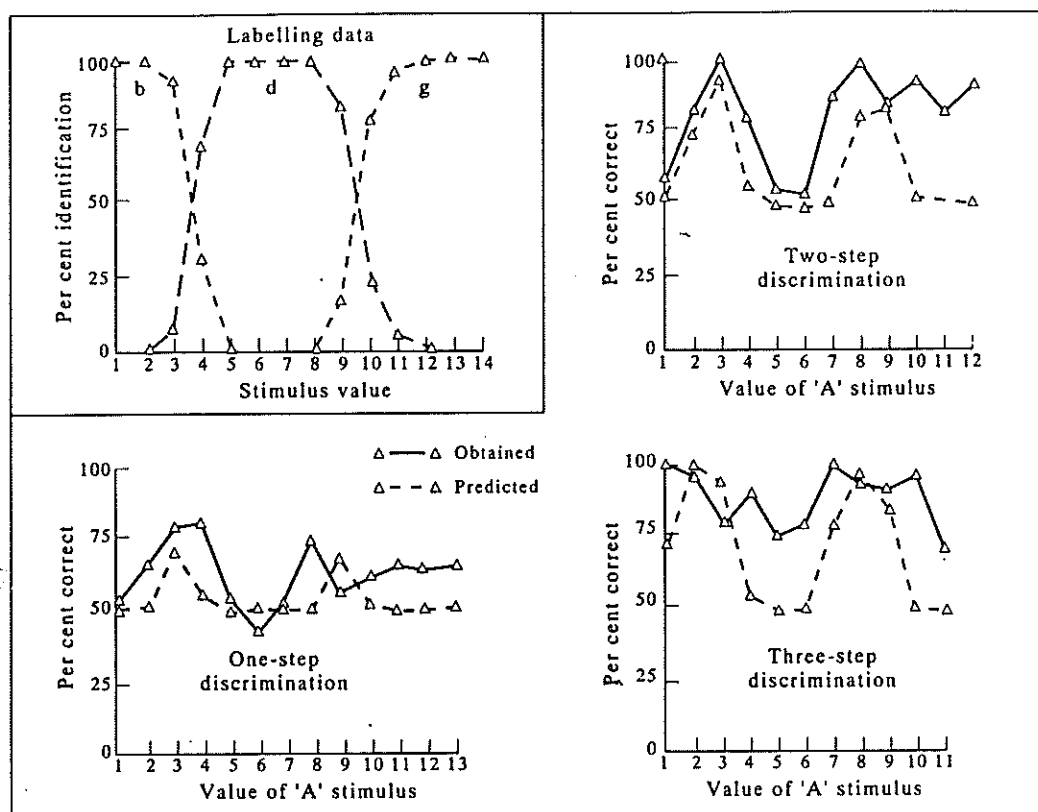 Labelling data
100
75
50
25
0
b
d
g
Per cent identification
1 2 3 4 5 6 7 8 9 10 11 12 13 14
Stimulus value
100
75
50
25
0
Per cent correct
Two-step
discrimination
1 2 3 4 5 6 7 8 9 10 11 12
Value of 'A' stimulus
Obtained
Predicted
100
75
50
25
0
Per cent correct
One-step
discrimination
1 2 3 4 5 6 7 8 9 10 11 12 13
Value of 'A' stimulus
100
75
50
25
0
Per cent correct
Three-step
discrimination
1 2 3 4 5 6 7 8 9 10 11
Value of 'A' stimulus